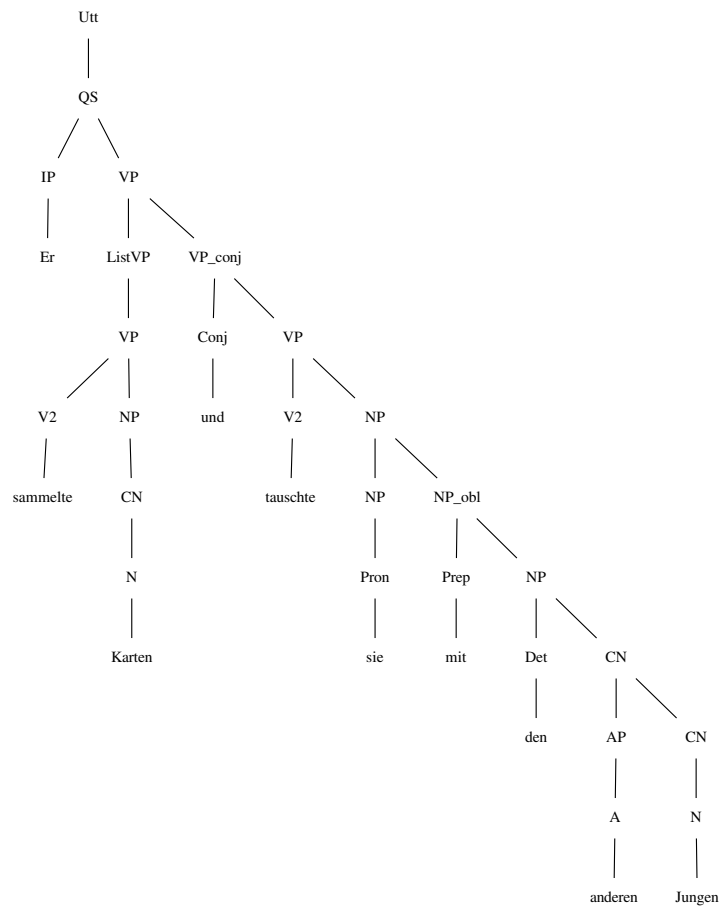 Utt
QS
IP VP
Er ListVP VP_conj
VP Conj VP
V2 NP und V2 NP
sammelte CN tauschte NP NP_obl
N Pron Prep NP
Karten sie mit Det CN
den AP CN
A N
anderen Jungen